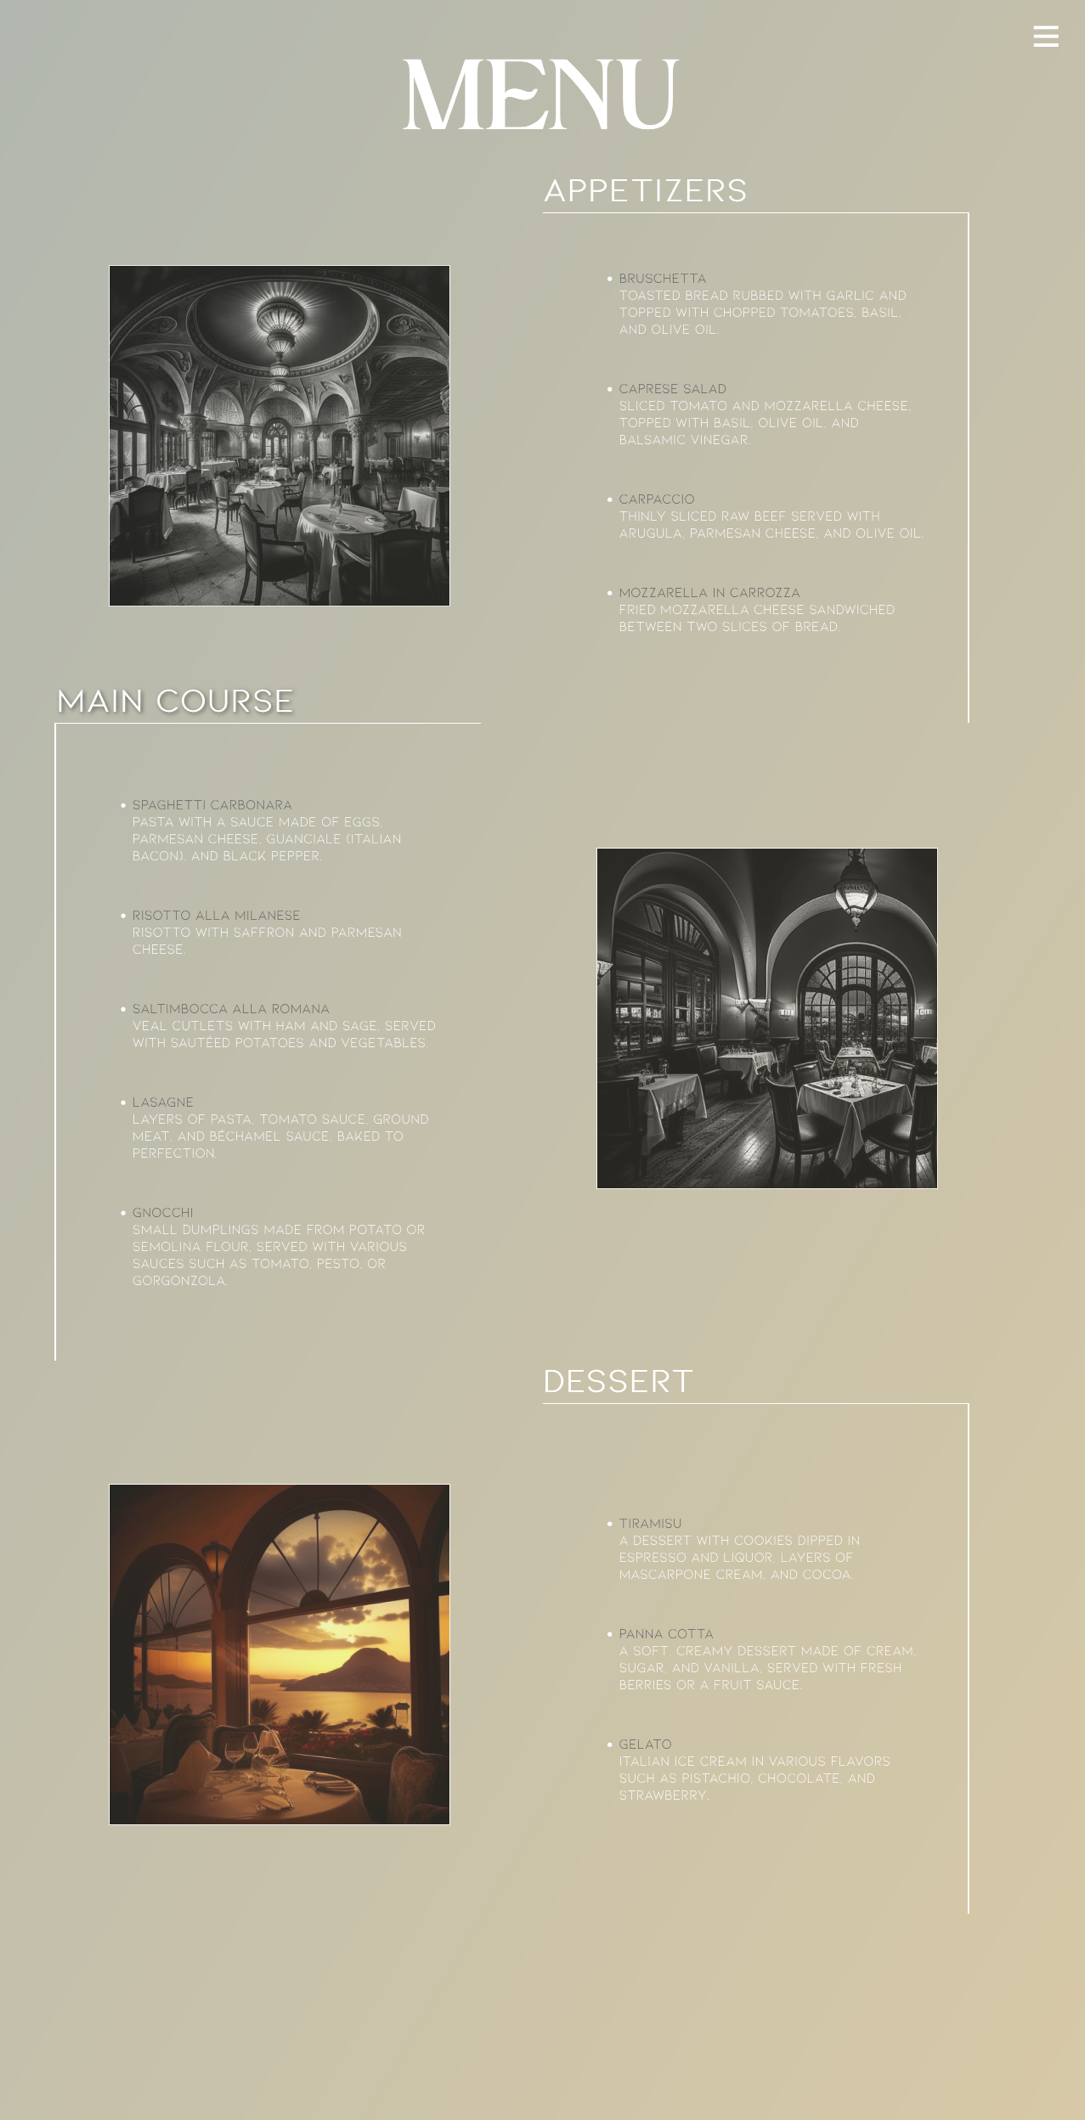 MENU
APPETIZERS
BRUSCHETTA
TOASTED BREAD RUBBED WITH GARLIC AND
TOPPED WITH CHOPPED TOMATOES, BASIL,
AND OLIVE OIL.
CAPRESE SALAD
SLICED TOMATO AND MOZZARELLA CHEESE,
TOPPED WITH BASIL, OLIVE OIL, AND
BALSAMIC VINEGAR.
CARPACCIO
THINLY SLICED RAW BEEF SERVED WITH
ARUGULA, PARMESAN CHEESE, AND OLIVE OIL.
MOZZARELLA IN CARROZZA
FRIED MOZZARELLA CHEESE SANDWICHED
BETWEEN TWO SLICES OF BREAD.
MAIN COURSE
SPAGHETTI CARBONARA
PASTA WITH A SAUCE MADE OF EGGS,
PARMESAN CHEESE, GUANCIALE (ITALIAN
BACON), AND BLACK PEPPER.
RISOTTO ALLA MILANESE
RISOTTO WITH SAFFRON AND PARMESAN
CHEESE.
SALTIMBOCCA ALLA ROMANA
VEAL CUTLETS WITH HAM AND SAGE, SERVED
WITH SAUTÉED POTATOES AND VEGETABLES.
LASAGNE
LAYERS OF PASTA, TOMATO SAUCE, GROUND
MEAT, AND BÉCHAMEL SAUCE, BAKED TO
PERFECTION.
GNOCCHI
SMALL DUMPLINGS MADE FROM POTATO OR
SEMOLINA FLOUR, SERVED WITH VARIOUS
SAUCES SUCH AS TOMATO, PESTO, OR
GORGONZOLA.
DESSERT
TIRAMISU
A DESSERT WITH COOKIES DIPPED IN
ESPRESSO AND LIQUOR, LAYERS OF
MASCARPONE CREAM, AND COCOA.
PANNA COTTA
A SOFT, CREAMY DESSERT MADE OF CREAM,
SUGAR, AND VANILLA, SERVED WITH FRESH
BERRIES OR A FRUIT SAUCE.
GELATO
ITALIAN ICE CREAM IN VARIOUS FLAVORS
SUCH AS PISTACHIO, CHOCOLATE, AND
STRAWBERRY.